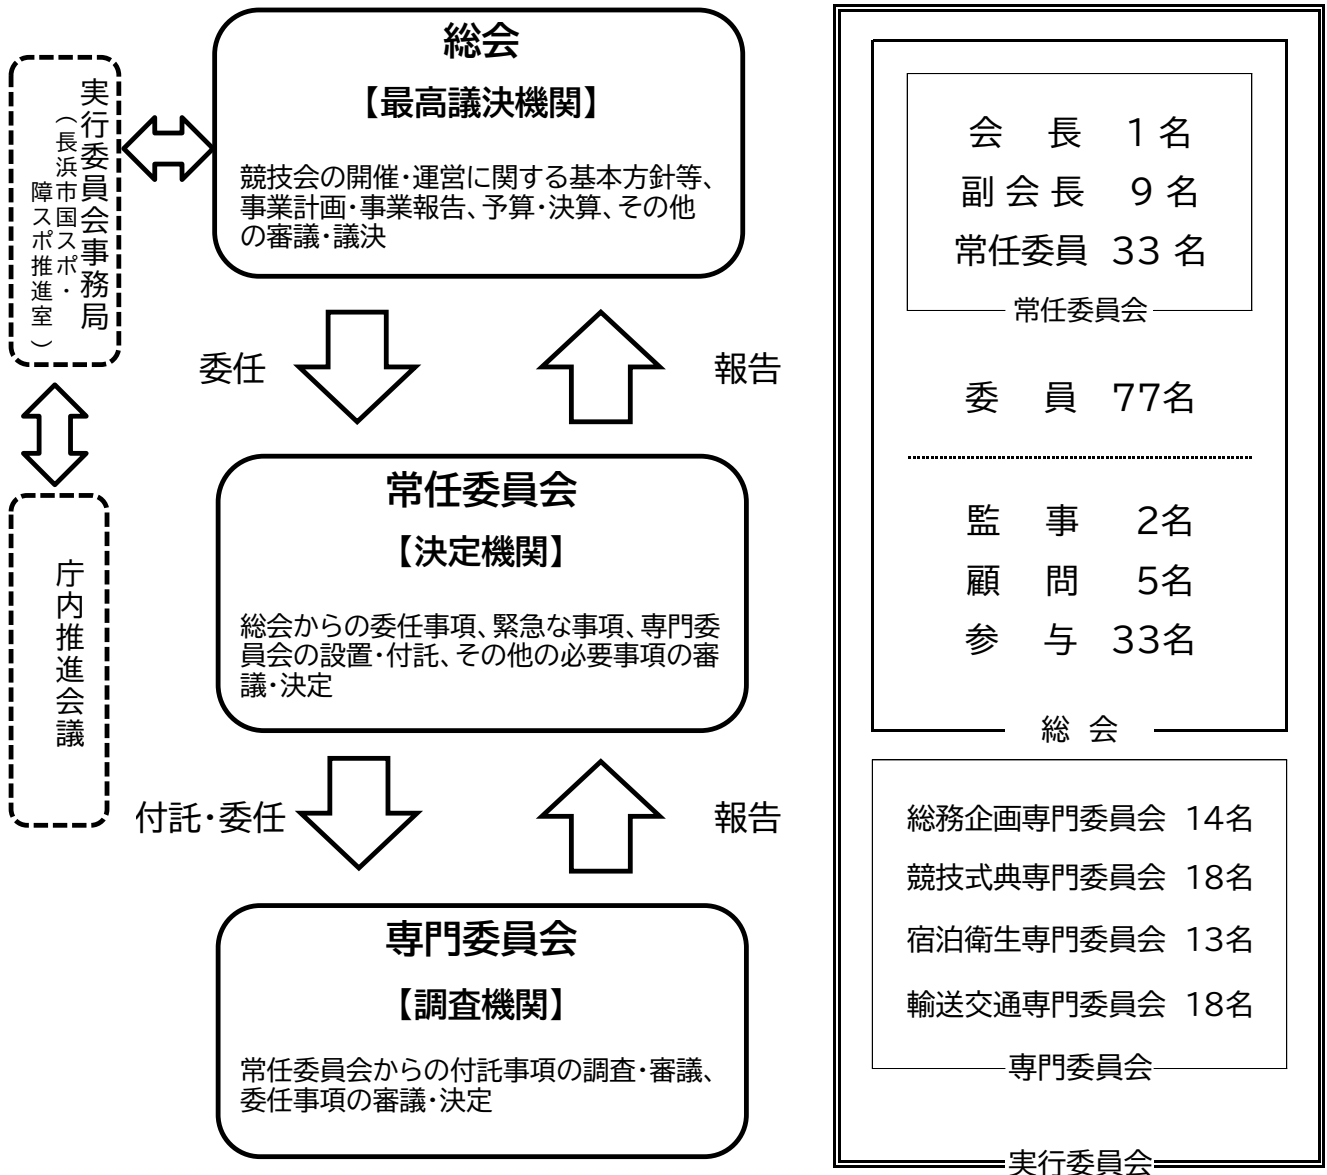 実行委員会事務局
（長浜市国スポ・
障スポ推進室）
庁内推進会議
総会
【最高議決機関】
競技会の開催・運営に関する基本方針等、
事業計画・事業報告、予算・決算、その他
の審議・議決
委任
報告
常任委員会
【決定機関】
総会からの委任事項、緊急な事項、専門委
員会の設置・付託、その他の必要事項の審
議・決定
付託・委任
報告
専門委員会
【調査機関】
常任委員会からの付託事項の調査・審議、
委任事項の審議・決定
会　長　1 名
副 会 長　9 名
常任委員　33 名
常任委員会
委　員　77名
監　事　2名
顧　問　5名
参　与　33名
総 会
総務企画専門委員会　14名
競技式典専門委員会　18名
宿泊衛生専門委員会　13名
輸送交通専門委員会　18名
専門委員会
実行委員会